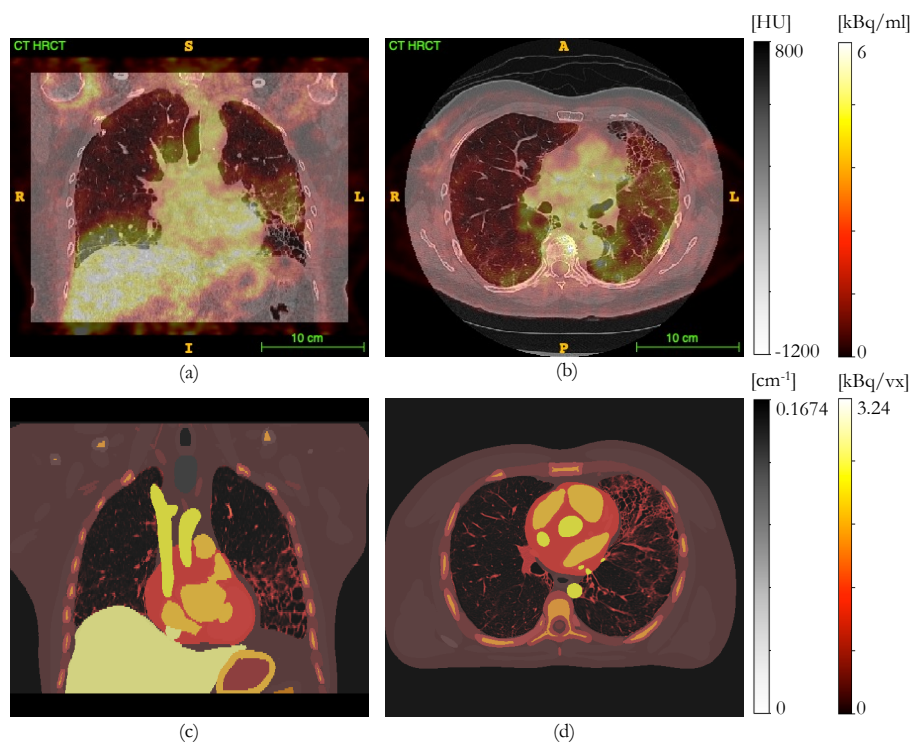 [HU]
[kBq/ml]
CT HRCT
S
R
L
I
10 cm
(a)
CT HRCT
A
R
L
P
10 cm
(b)
800
-1200
6
0
[cm-1]
[kBq/vx]
(c)
(d)
0.1674
0
3.24
0